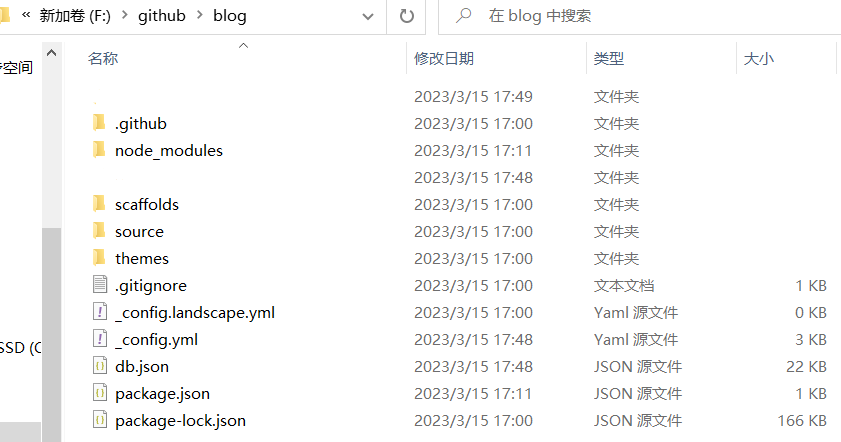 « 新加卷 (F:) > github > blog
在 blog 中搜索
名称 修改日期 类型 大小
空间
2023/3/15 17:49 文件夹
.github 2023/3/15 17:00 文件夹
node_modules 2023/3/15 17:11 文件夹
2023/3/15 17:48 文件夹
scaffolds 2023/3/15 17:00 文件夹
source 2023/3/15 17:00 文件夹
themes 2023/3/15 17:00 文件夹
.gitignore 2023/3/15 17:00 文本文档 1 KB
_config.landscape.yml 2023/3/15 17:00 Yaml 源文件 0 KB
SSD (C
_config.yml 2023/3/15 17:48 Yaml 源文件 3 KB
db.json 2023/3/15 17:48 JSON 源文件 22 KB
package.json 2023/3/15 17:11 JSON 源文件 1 KB
package-lock.json 2023/3/15 17:00 JSON 源文件 166 KB